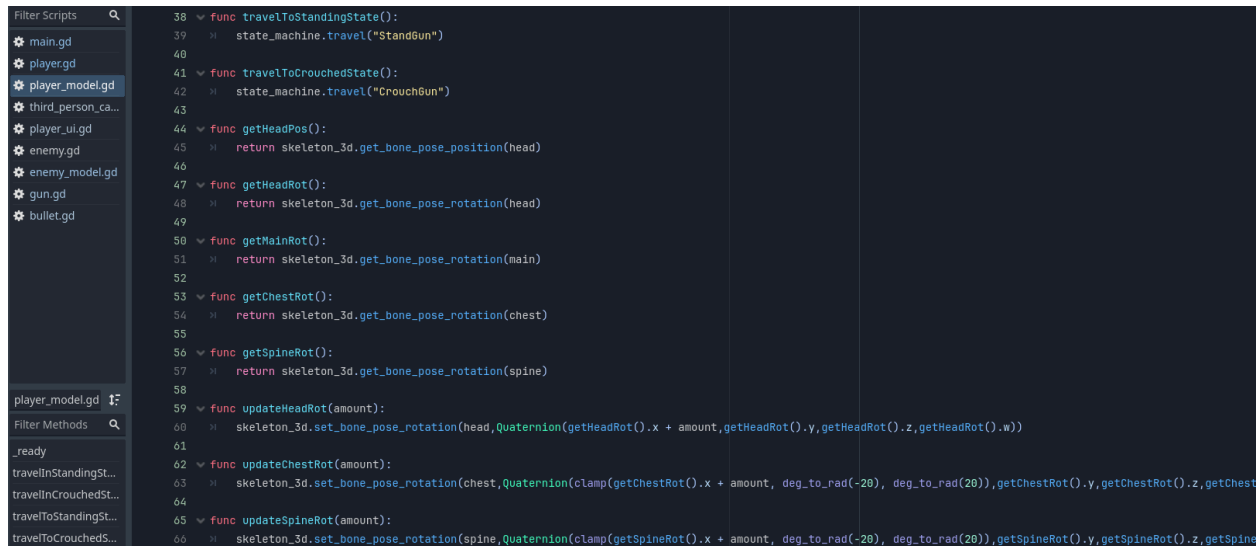 Filter Scripts
main.gd
player.gd
player_model.gd
third_person_ca...
player_ui.gd
enemy.gd
enemy_model.gd
gun.gd
bullet.gd
player_model.gd
Filter Methods
_ready
travelInStandingSt...
travelInCrouchedSt...
travelToStandingSt...
travelToCrouchedS...
38 func travelToStandingState():
39 state_machine.travel("StandGun")
40
41 func travelToCrouchedState():
42 state_machine.travel("CrouchGun")
43
44 func getHeadPos():
45 return skeleton_3d.get_bone_pose_position(head)
46
47 func getHeadRot():
48 return skeleton_3d.get_bone_pose_rotation(head)
49
50 func getMainRot():
51 return skeleton_3d.get_bone_pose_rotation(main)
52
53 func getChestRot():
54 return skeleton_3d.get_bone_pose_rotation(chest)
55
56 func getSpineRot():
57 return skeleton_3d.get_bone_pose_rotation(spine)
58
59 func updateHeadRot(amount):
60 skeleton_3d.set_bone_pose_rotation(head,Quaternion(getHeadRot().x + amount,getHeadRot().y,getHeadRot().z,getHeadRot().w))
61
62 func updateChestRot(amount):
63 skeleton_3d.set_bone_pose_rotation(chest,Quaternion(clamp(getChestRot().x + amount, deg_to_rad(-20), deg_to_rad(20)),getChestRot().y,getChestRot().z,getChest
64
65 func updateSpineRot(amount):
66 skeleton_3d.set_bone_pose_rotation(spine,Quaternion(clamp(getSpineRot().x + amount, deg_to_rad(-20), deg_to_rad(20)),getSpineRot().y,getSpineRot().z,getSpine